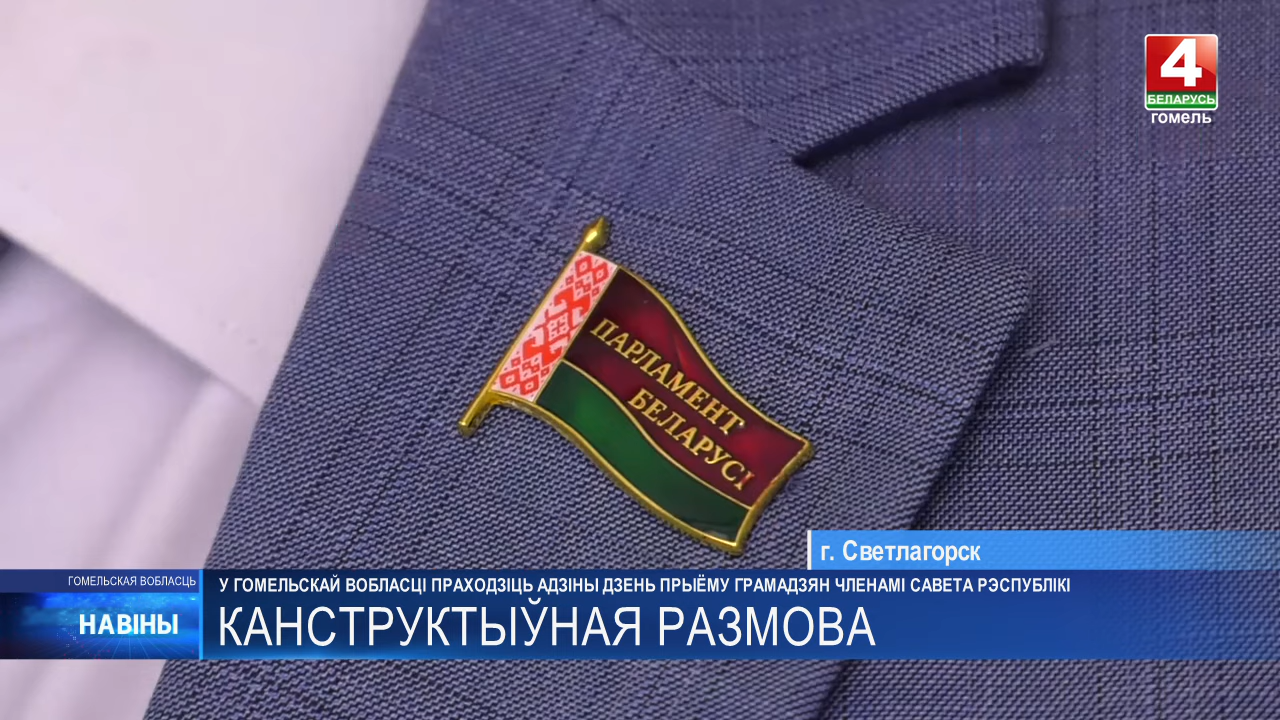 4
БЕЛАРУСЬ
гомель
ПАРЛАМЕНТ
БЕЛАРУСІ
г. Светлагорск
ГОМЕЛЬСКАЯ ВОБЛАСЦЬ
У ГОМЕЛЬСКАЙ ВОБЛАСЦІ ПРАХОДЗІЦЬ АДЗІНЫ ДЗЕНЬ ПРЫЁМУ ГРАМАДЗЯН ЧЛЕНАМІ САВЕТА РЭСПУБЛІКІ
НАВІНЫ
КАНСТРУКТЫЎНАЯ РАЗМОВА